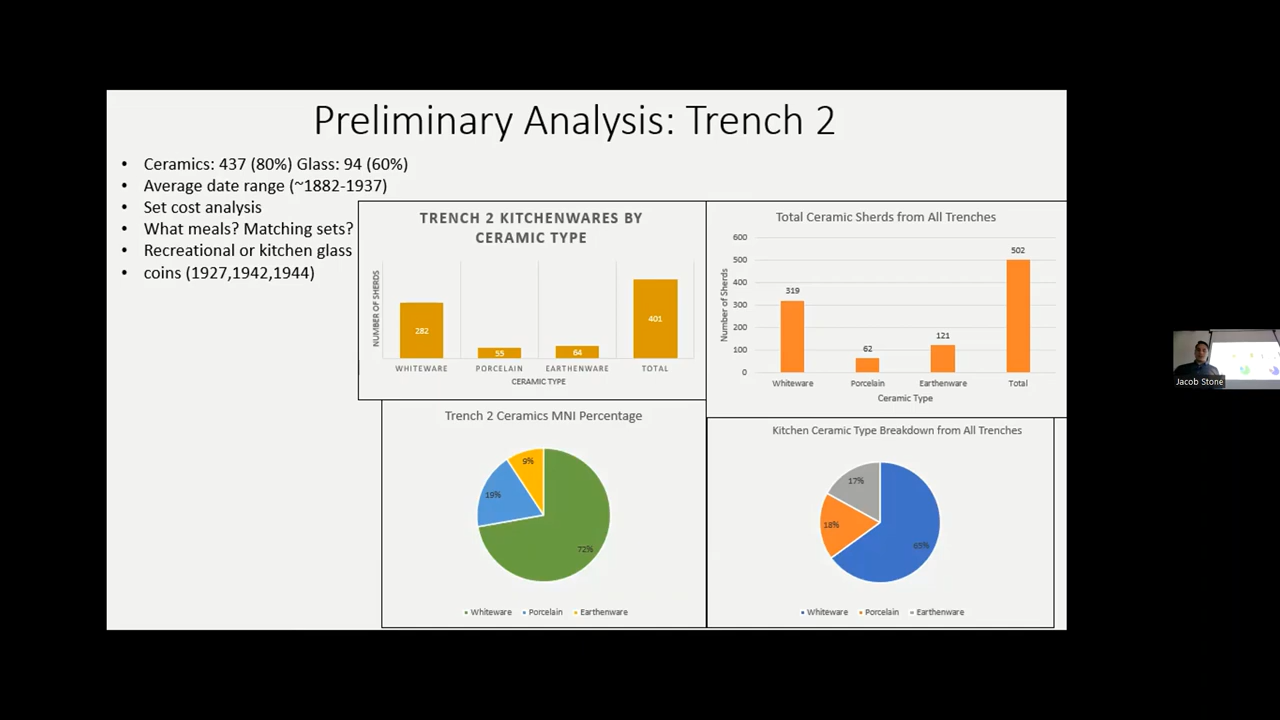 Preliminary Analysis: Trench 2
• Ceramics: 437 (80%) Glass: 94 (60%)
• Average date range (~1882-1937)
• Set cost analysis
• What meals? Matching sets?
• Recreational or kitchen glass
• coins (1927,1942,1944)
TRENCH 2 KITCHENWARES BY
CERAMIC TYPE
NUMBER OF SHERDS
282
55
64
401
WHITEWARE PORCELAIN EARTHENWARE TOTAL
CERAMIC TYPE
Total Ceramic Sherds from All Trenches
Number of Sherds
600
500
400
300
200
100
0
319
62
121
502
Whiteware Porcelain Earthenware Total
Ceramic Type
Trench 2 Ceramics MNI Percentage
9%
19%
72%
Whiteware Porcelain Earthenware
Kitchen Ceramic Type Breakdown from All Trenches
17%
18%
65%
Whiteware Porcelain Earthenware
Jacob Stone